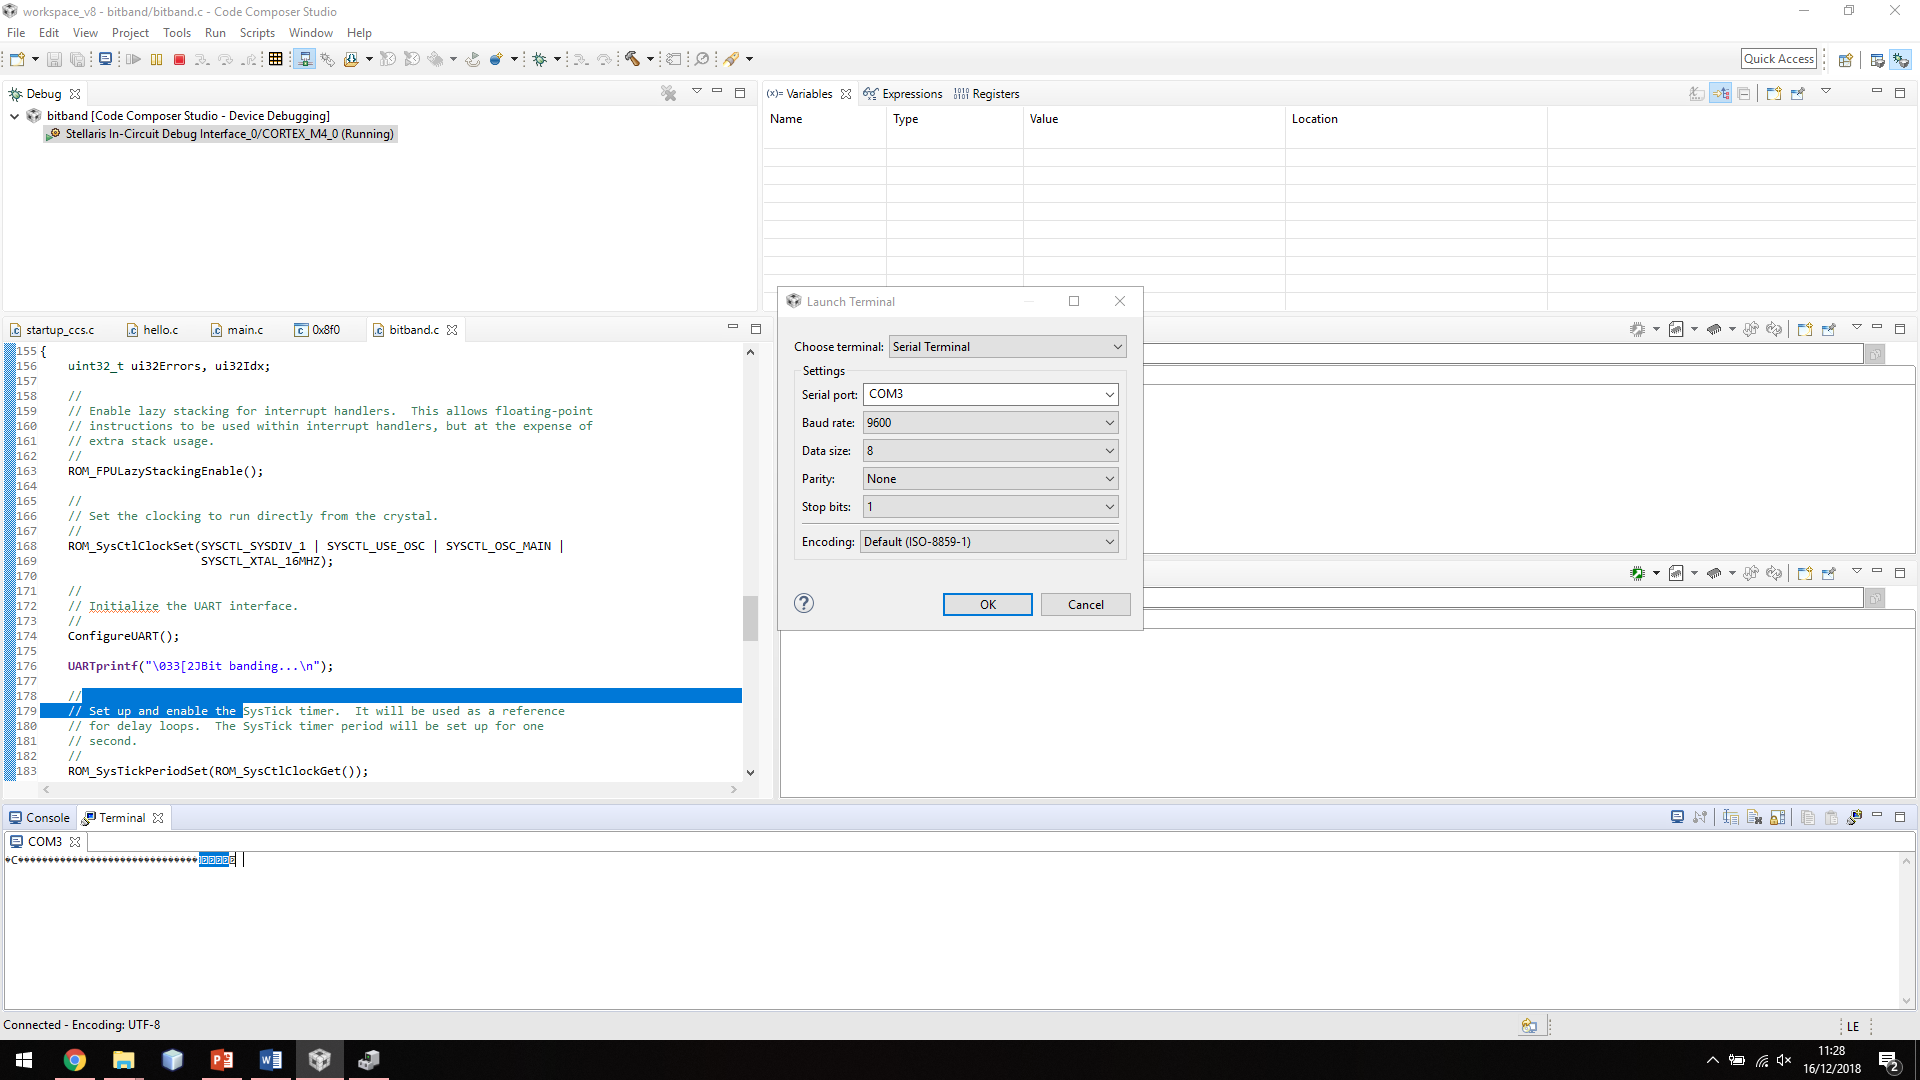 workspace_v8 - bitband/bitband.c - Code Composer Studio
File Edit View Project Tools Run Scripts Window Help
Quick Access
Debug
bitband [Code Composer Studio - Device Debugging]
Stellaris In-Circuit Debug Interface_0/CORTEX_M4_0 (Running)
(x)= Variables Expressions 1010 0101 Registers
Name Type Value Location
startup_ccs.c hello.c main.c 0x8f0 bitband.c
155 {
156 uint32_t ui32Errors, ui32Idx;
157
158 //
159 // Enable lazy stacking for interrupt handlers.  This allows floating-point
160 // instructions to be used within interrupt handlers, but at the expense of
161 // extra stack usage.
162 //
163 ROM_FPULazyStackingEnable();
164
165 //
166 // Set the clocking to run directly from the crystal.
167 //
168 ROM_SysCtlClockSet(SYSCTL_SYSDIV_1 | SYSCTL_USE_OSC | SYSCTL_OSC_MAIN |
169 SYSCTL_XTAL_16MHZ);
170
171 //
172 // Initialize the UART interface.
173 //
174 ConfigureUART();
175
176 UARTprintf("\033[2JBit banding...\n");
177
178 //
179 // Set up and enable the SysTick timer.  It will be used as a reference
180 // for delay loops.  The SysTick timer period will be set up for one
181 // second.
182 //
183 ROM_SysTickPeriodSet(ROM_SysCtlClockGet());
Launch Terminal
Choose terminal: Serial Terminal
Settings
Serial port: COM3
Baud rate: 9600
Data size: 8
Parity: None
Stop bits: 1
Encoding: Default (ISO-8859-1)
OK Cancel
Console Terminal
COM3
Connected - Encoding: UTF-8
LE
11:28
16/12/2018
2